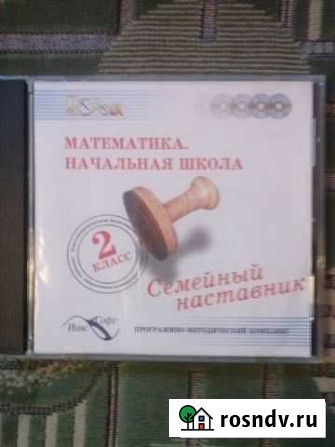 МАТЕМАТИКА.
НАЧАЛЬНАЯ ШКОЛА
2
КЛАСС
Семейный
наставник
ПРОГРАММНО-МЕТОДИЧЕСКИЙ КОМПЛЕКС
rosndv.ru